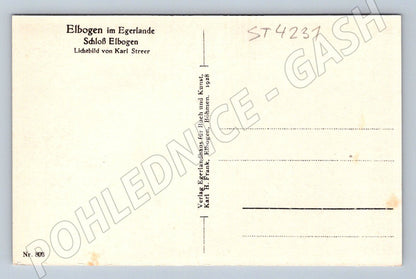 Elbogen im Egerlande
Schloß Elbogen
Lichtbild von Karl Streer
ST 4237
Verlag Egerlandhaus für Buch und Kunst,
Karl H. Frank, Elbogen, Böhmen. 1928
Nr. 808
POHLEDNICE - GASH